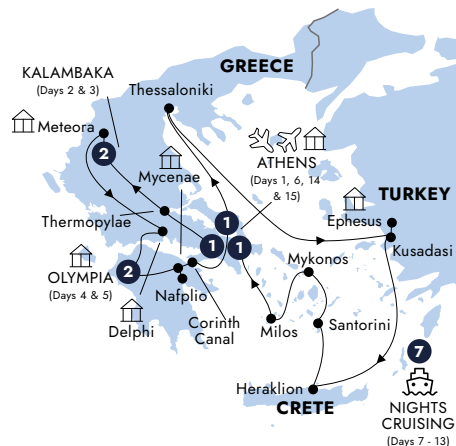 GREECE
KALAMBAKA
(Days 2 & 3)
Thessaloniki
Meteora
2
Mycenae
ATHENS
(Days 1, 6, 14
& 15)
TURKEY
Ephesus
Kusadasi
Thermopylae
1
1
1
Mykonos
OLYMPIA
(Days 4 & 5)
2
Nafplio
Delphi
Corinth
Canal
Milos
Santorini
7
NIGHTS
CRUISING
(Days 7 - 13)
Heraklion
CRETE